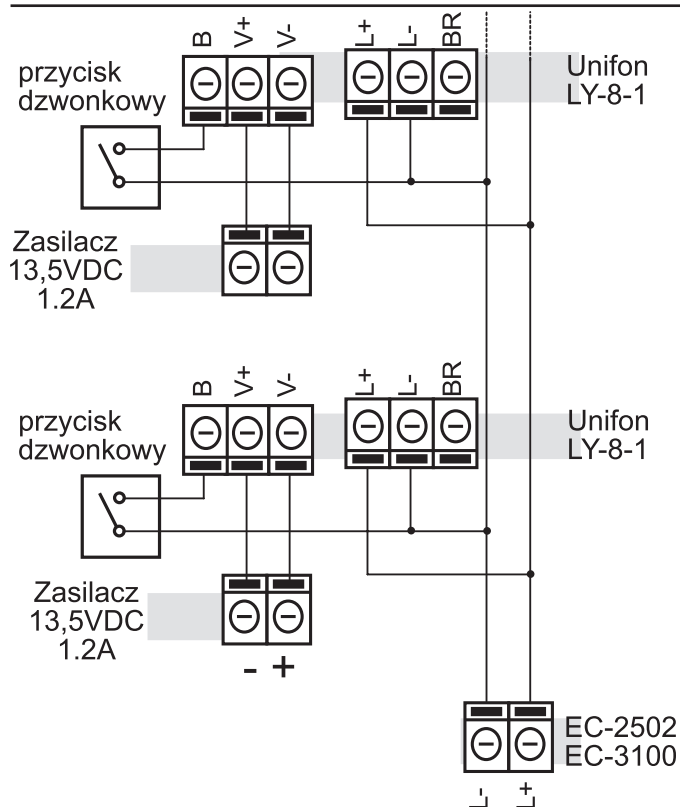 B V+ V- L+ L- BR
przycisk
dzwonkowy
Unifon
LY-8-1
Zasilacz
13,5VDC
1.2A
B V+ V- L+ L- BR
przycisk
dzwonkowy
Unifon
LY-8-1
Zasilacz
13,5VDC
1.2A
- +
EC-2502
EC-3100
L- L+